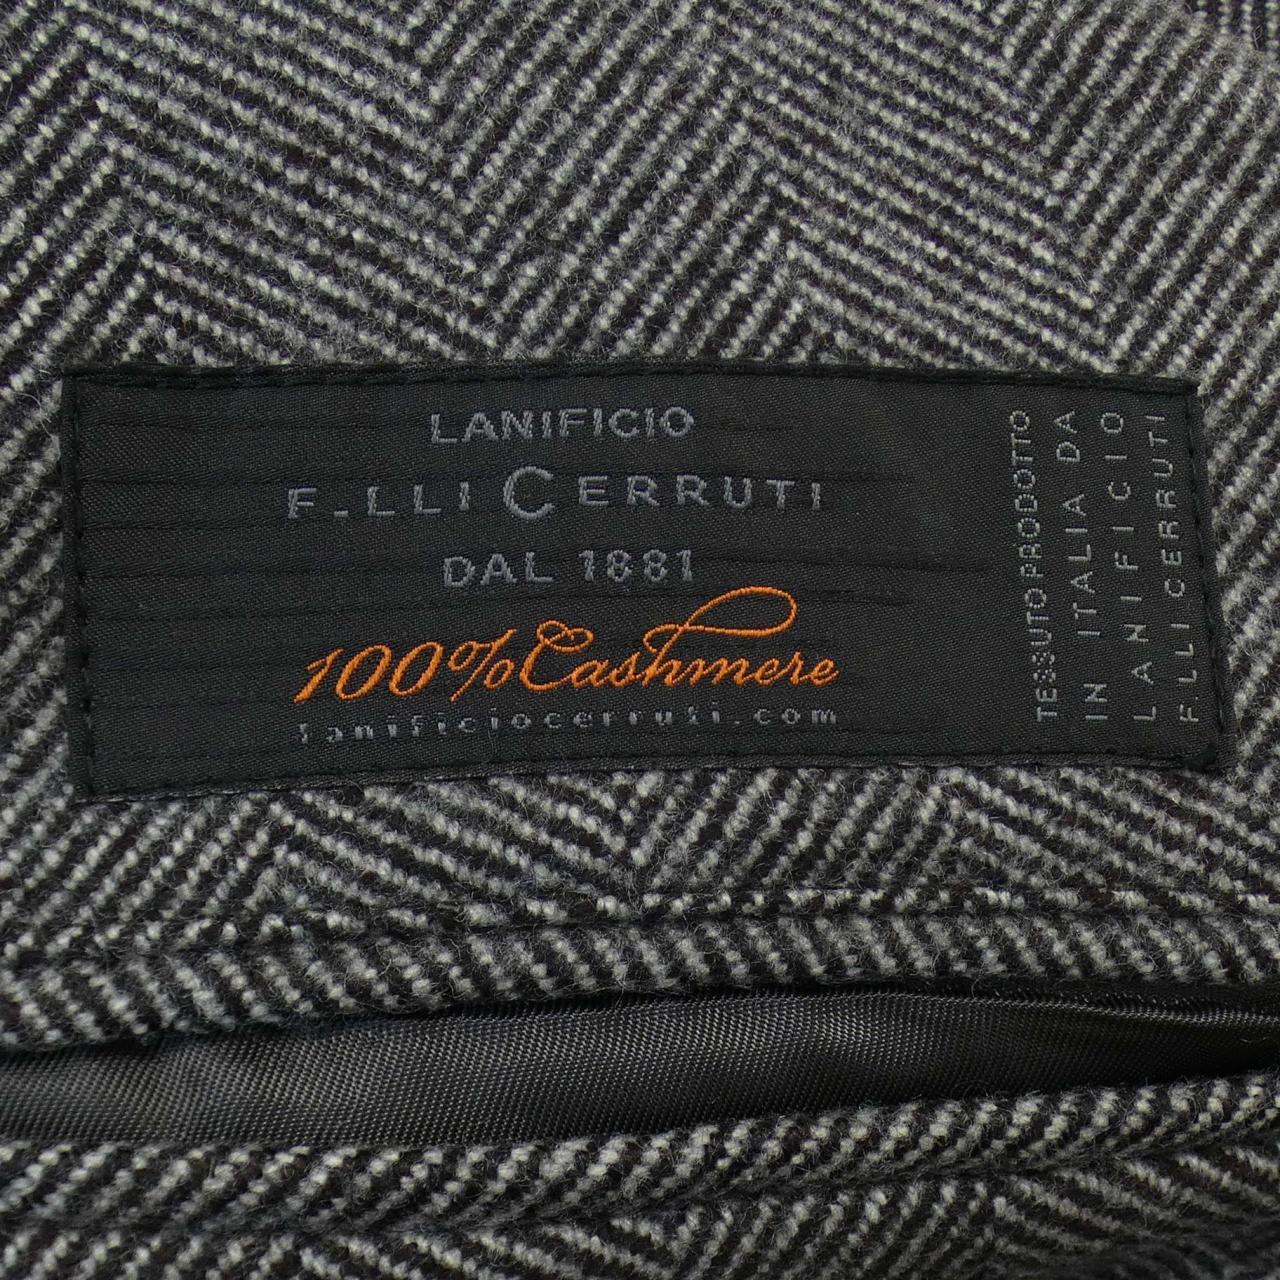 LANIFICIO
F.LLI CERRUTI
DAL 1881
100% Cashmere
lanificiocerruti.com
TESSUTO PRODOTTO
IN ITALIA DA
LANIFICIO
F.LLI CERRUTI